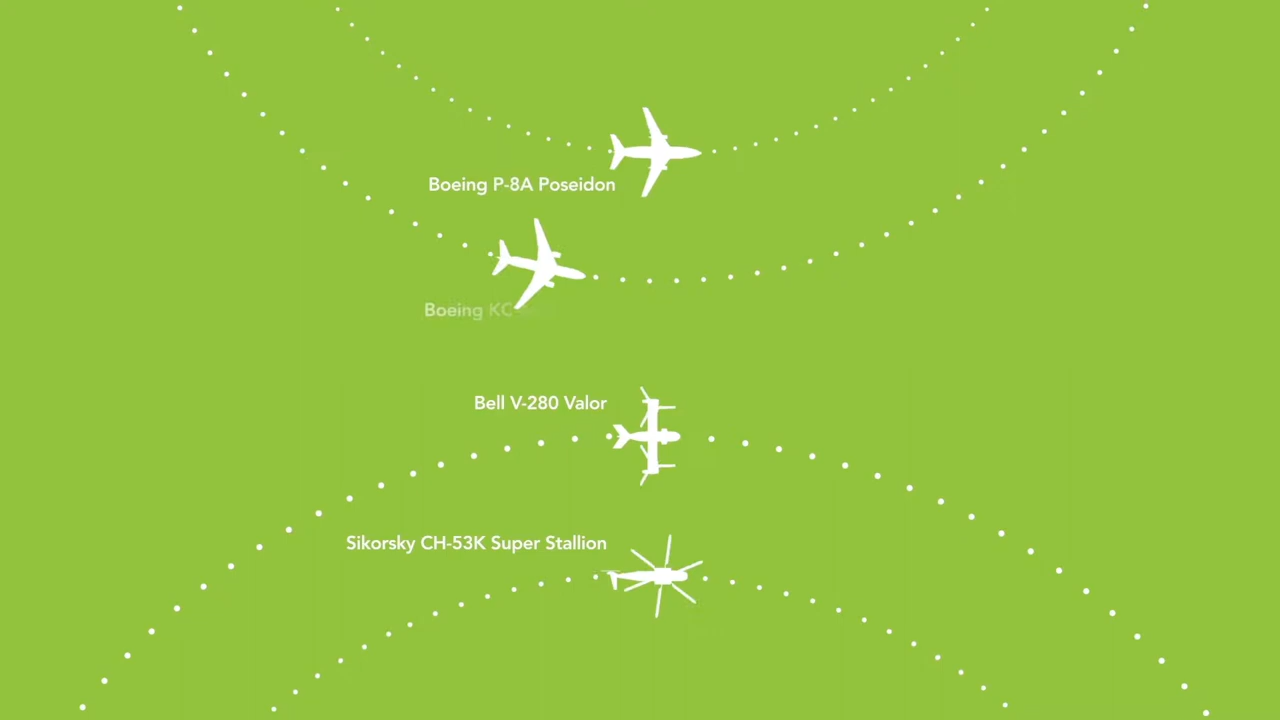 Boeing P-8A Poseidon
Boeing KC
Bell V-280 Valor
Sikorsky CH-53K Super Stallion